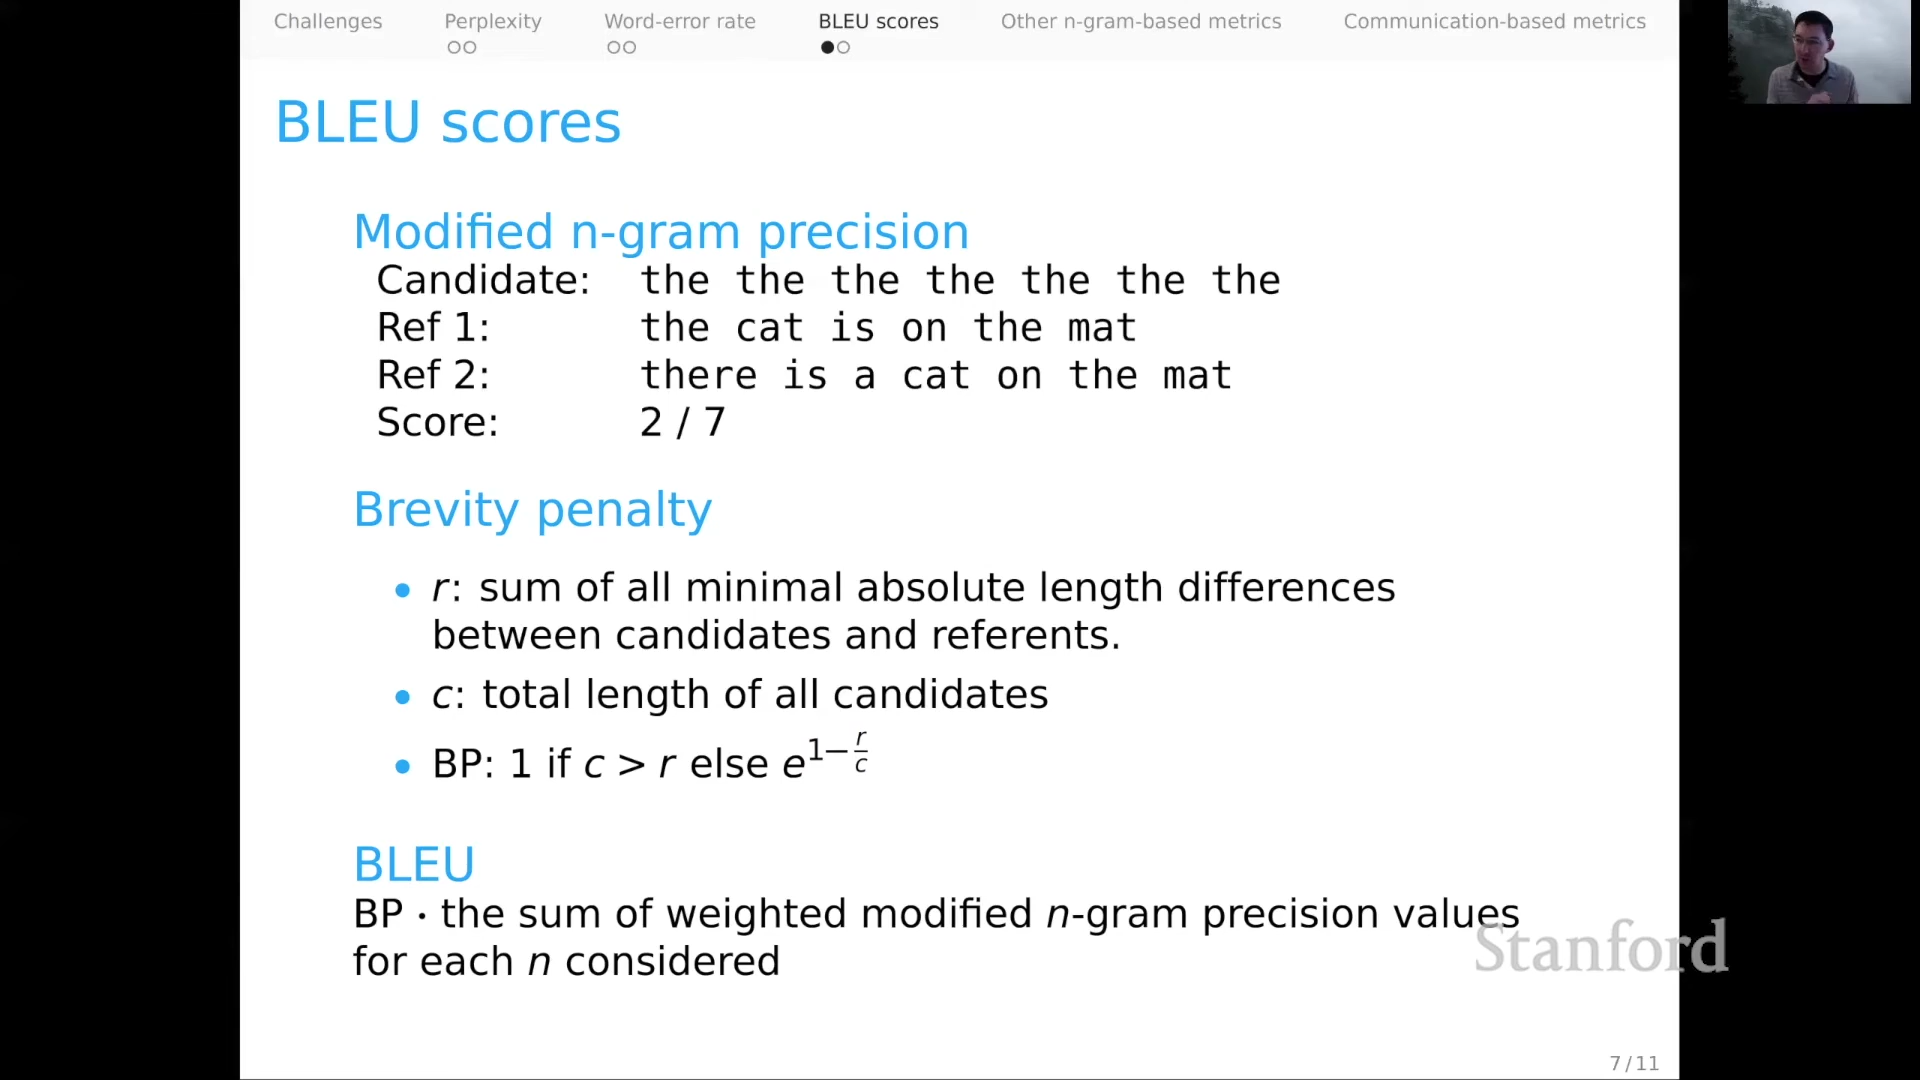 Challenges Perplexity Word-error rate BLEU scores Other n-gram-based metrics Communication-based metrics
BLEU scores
Modified n-gram precision
Candidate: the the the the the the the
Ref 1: the cat is on the mat
Ref 2: there is a cat on the mat
Score: 2 / 7
Brevity penalty
• r: sum of all minimal absolute length differences
between candidates and referents.
• c: total length of all candidates
• BP: 1 if c > r else e^{1−\frac{r}{c}}
BLEU
BP · the sum of weighted modified n-gram precision values
for each n considered
Stanford
7 / 11